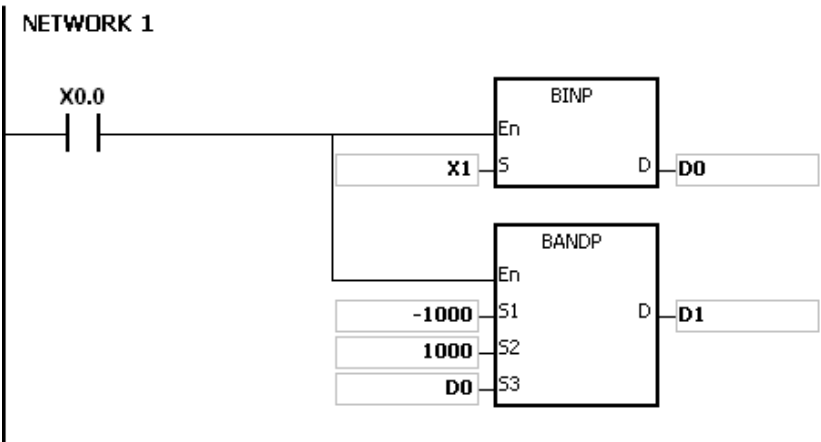 NETWORK 1
X0.0
BINP
En
X1 S D D0
BANDP
En
-1000 S1 D D1
1000 S2
D0 S3